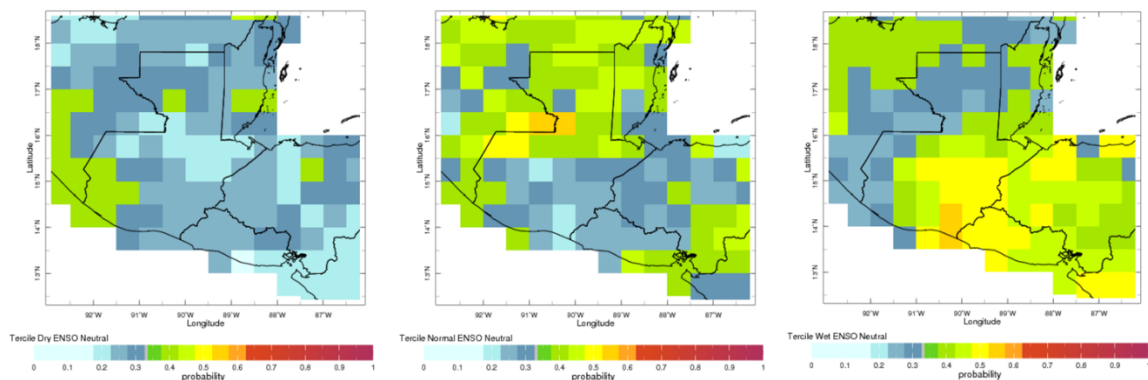 18°N
17°N
16°N
15°N
14°N
13°N
Latitude
92°W 91°W 90°W 89°W 88°W 87°W
Longitude
Tercile Dry ENSO Neutral
0 0.1 0.2 0.3 0.4 0.5 0.6 0.7 0.8 0.9 1
probability
18°N
17°N
16°N
15°N
14°N
13°N
Latitude
92°W 91°W 90°W 89°W 88°W 87°W
Longitude
Tercile Normal ENSO Neutral
0 0.1 0.2 0.3 0.4 0.5 0.6 0.7 0.8 0.9 1
probability
18°N
17°N
16°N
15°N
14°N
13°N
Latitude
92°W 91°W 90°W 89°W 88°W 87°W
Longitude
Tercile Wet ENSO Neutral
0 0.1 0.2 0.3 0.4 0.5 0.6 0.7 0.8 0.9
probability